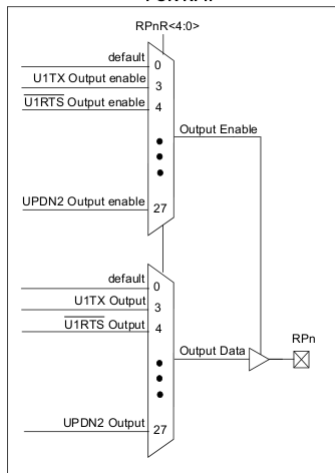 RPnR<4:0>
default
0
U1TX Output enable
3
U1RTS Output enable
4
Output Enable
UPDN2 Output enable
27
default
0
U1TX Output
3
U1RTS Output
4
RPn
Output Data
UPDN2 Output
27